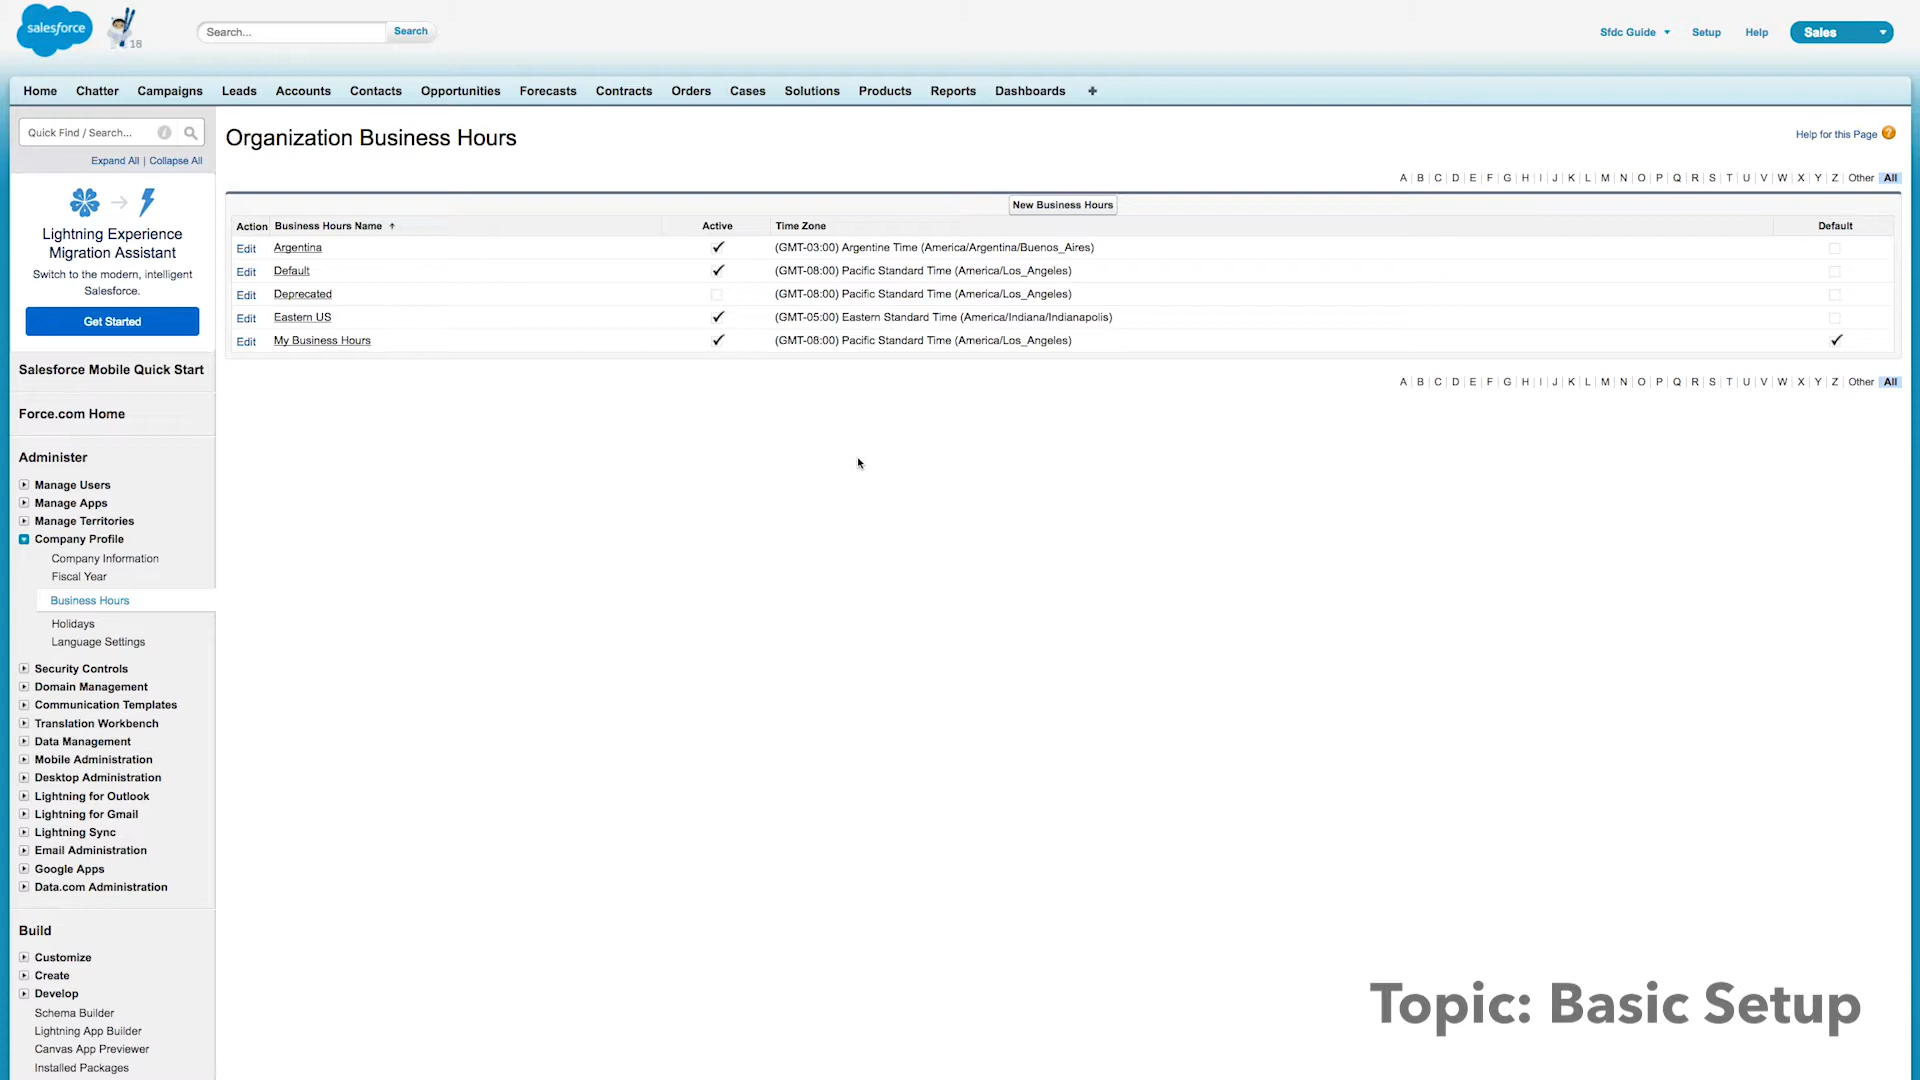 salesforce
18
Search...
Search
Sfdc Guide
Setup
Help
Sales
Home
Chatter
Campaigns
Leads
Accounts
Contacts
Opportunities
Forecasts
Contracts
Orders
Cases
Solutions
Products
Reports
Dashboards
+
Quick Find / Search...
i
Expand All | Collapse All
Lightning Experience
Migration Assistant
Switch to the modern, intelligent
Salesforce.
Get Started
Salesforce Mobile Quick Start
Force.com Home
Administer
Manage Users
Manage Apps
Manage Territories
Company Profile
Company Information
Fiscal Year
Business Hours
Holidays
Language Settings
Security Controls
Domain Management
Communication Templates
Translation Workbench
Data Management
Mobile Administration
Desktop Administration
Lightning for Outlook
Lightning for Gmail
Lightning Sync
Email Administration
Google Apps
Data.com Administration
Build
Customize
Create
Develop
Schema Builder
Lightning App Builder
Canvas App Previewer
Installed Packages
Organization Business Hours
Help for this Page ?
A | B | C | D | E | F | G | H | I | J | K | L | M | N | O | P | Q | R | S | T | U | V | W | X | Y | Z | Other All
New Business Hours
Action Business Hours Name Active Time Zone Default
Edit Argentina (GMT-03:00) Argentine Time (America/Argentina/Buenos_Aires)
Edit Default (GMT-08:00) Pacific Standard Time (America/Los_Angeles)
Edit Deprecated (GMT-08:00) Pacific Standard Time (America/Los_Angeles)
Edit Eastern US (GMT-05:00) Eastern Standard Time (America/Indiana/Indianapolis)
Edit My Business Hours (GMT-08:00) Pacific Standard Time (America/Los_Angeles)
A | B | C | D | E | F | G | H | I | J | K | L | M | N | O | P | Q | R | S | T | U | V | W | X | Y | Z | Other All
Topic: Basic Setup